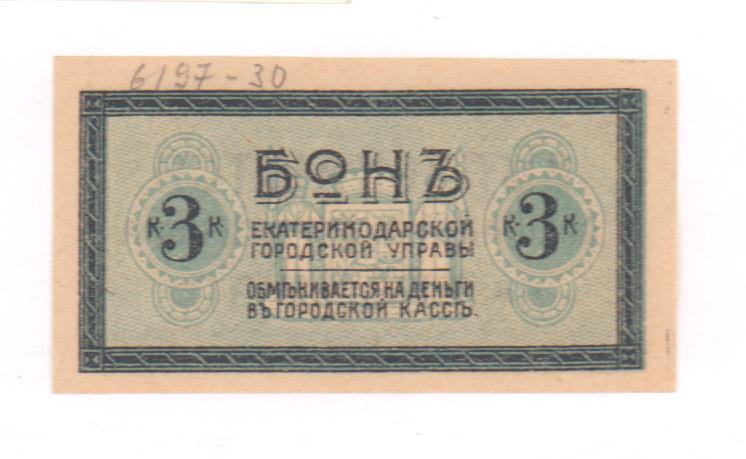 6197-30
БОНЪ
К. 3 К
ЕКАТЕРИНОДАРСКОЙ
ГОРОДСКОЙ УПРАВЫ
К. 3 К
ОБМѢНИВАЕТСЯ НА ДЕНЬГИ
ВЪ ГОРОДСКОЙ КАССѢ.